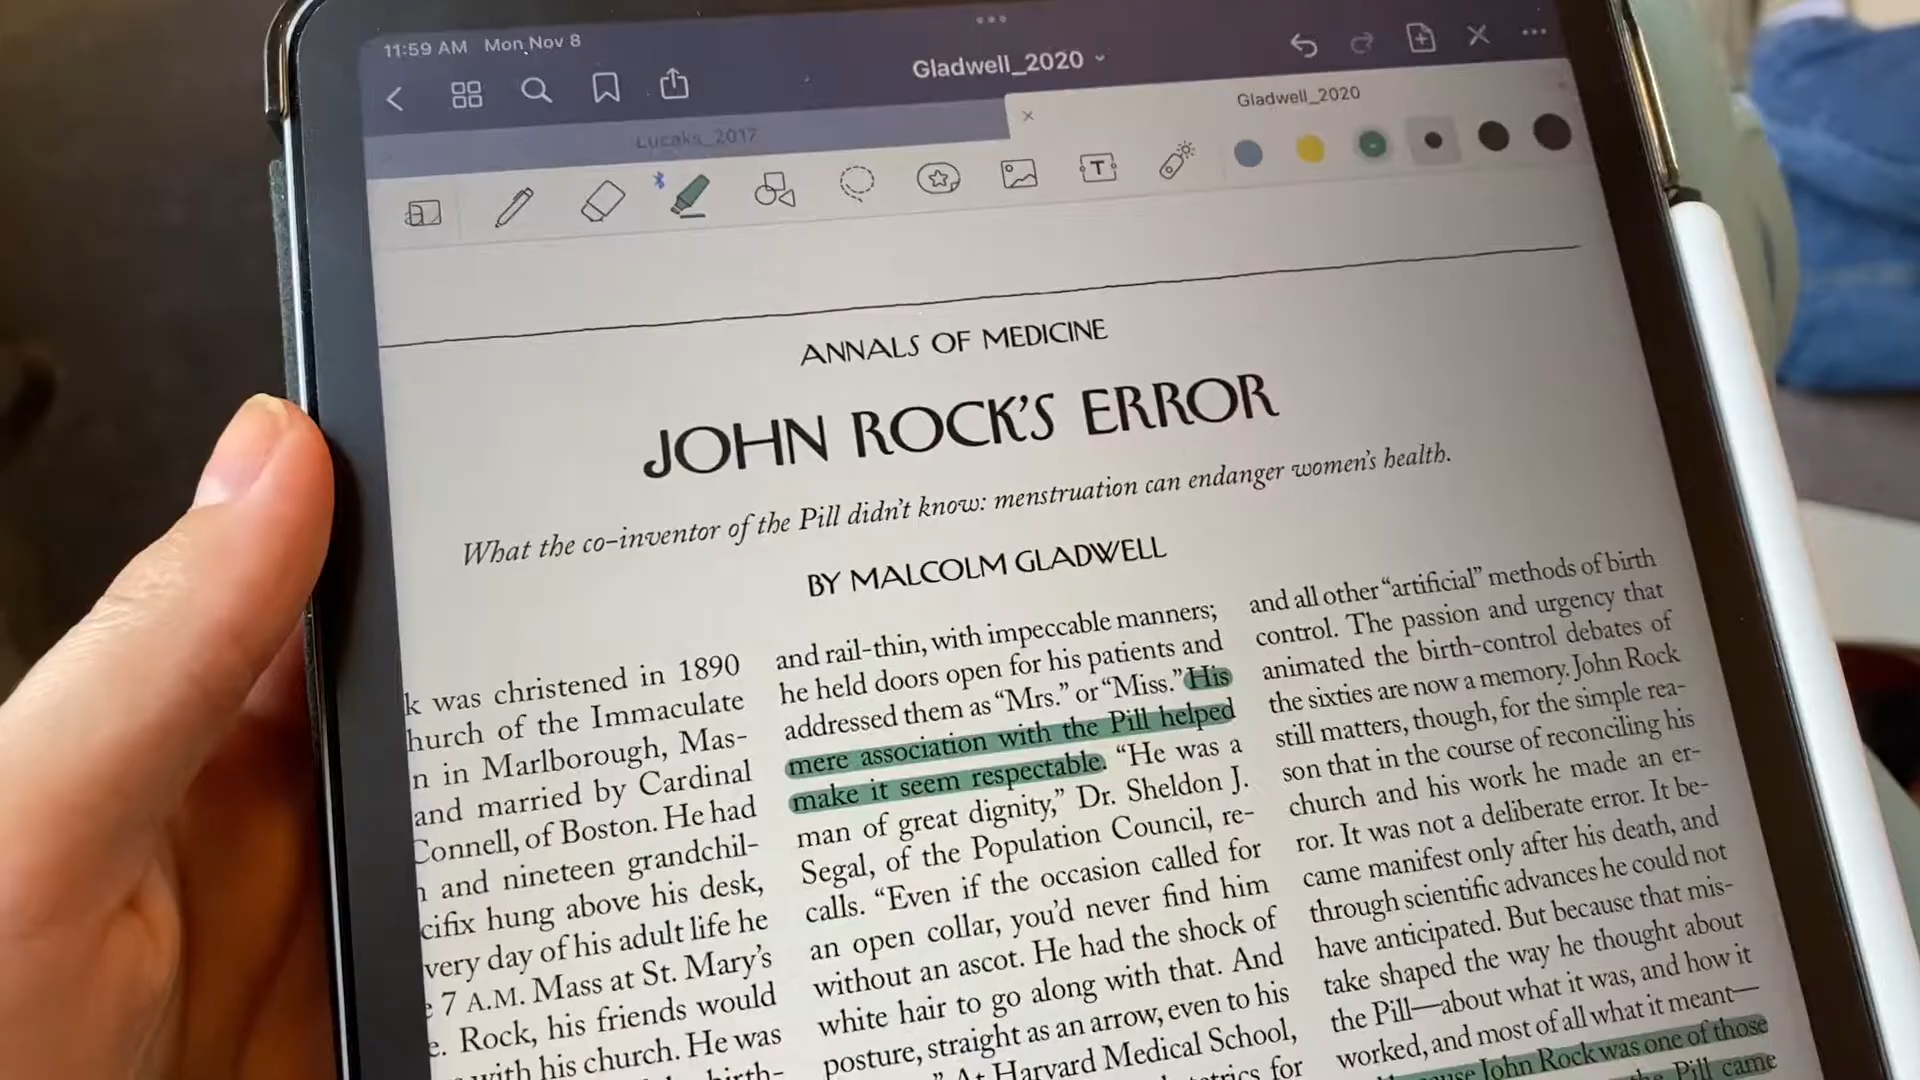 11:59 AM Mon Nov 8
Gladwell_2020
Lucaks_2017
Gladwell_2020
T
ANNALS OF MEDICINE
JOHN ROCK'S ERROR
What the co-inventor of the Pill didn't know: menstruation can endanger women's health.
BY MALCOLM GLADWELL
k was christened in 1890
hurch of the Immaculate
n in Marlborough, Mas-
and married by Cardinal
Connell, of Boston. He had
and nineteen grandchil-
cifix hung above his desk,
very day of his adult life he
7 A.M. Mass at St. Mary's
e. Rock, his friends would
with his church. He was
birth-
and rail-thin, with impeccable manners;
he held doors open for his patients and
addressed them as “Mrs.” or “Miss.” His
mere association with the Pill helped
make it seem respectable. “He was a
man of great dignity,” Dr. Sheldon J.
Segal, of the Population Council, re-
calls. “Even if the occasion called for
an open collar, you'd never find him
without an ascot. He had the shock of
white hair to go along with that. And
posture, straight as an arrow, even to his
” At Harvard Medical School,
for
and all other “artificial” methods of birth
control. The passion and urgency that
animated the birth-control debates of
the sixties are now a memory. John Rock
still matters, though, for the simple rea-
son that in the course of reconciling his
church and his work he made an er-
ror. It was not a deliberate error. It be-
came manifest only after his death, and
through scientific advances he could not
have anticipated. But because that mis-
take shaped the way he thought about
the Pill—about what it was, and how it
worked, and most of all what it meant—
John Rock was one of those
the Pill came